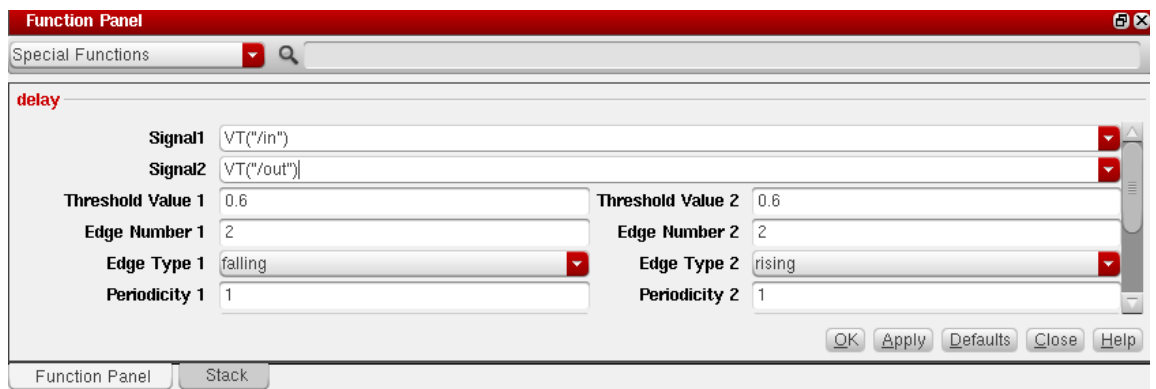 Function Panel
Special Functions
delay
Signal1 VT("/in")
Signal2 VT("/out")
Threshold Value 1 0.6 Threshold Value 2 0.6
Edge Number 1 2 Edge Number 2 2
Edge Type 1 falling Edge Type 2 rising
Periodicity 1 1 Periodicity 2 1
OK Apply Defaults Close Help
Function Panel Stack